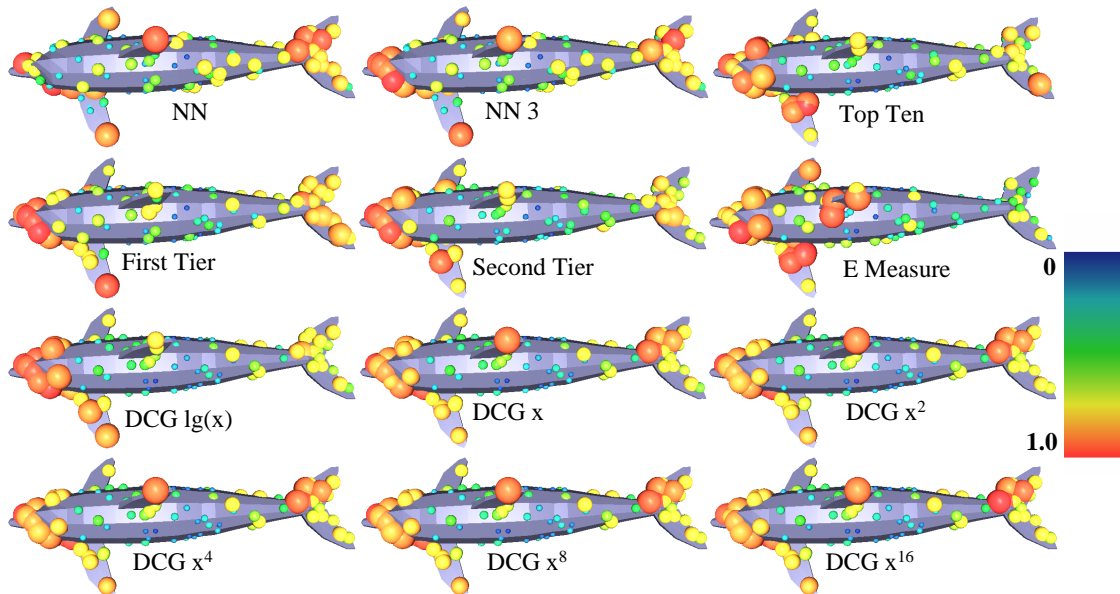 NN
NN 3
Top Ten
First Tier
Second Tier
E Measure
0
DCG lg(x)
DCG x
DCG x²
1.0
DCG x⁴
DCG x⁸
DCG x¹⁶